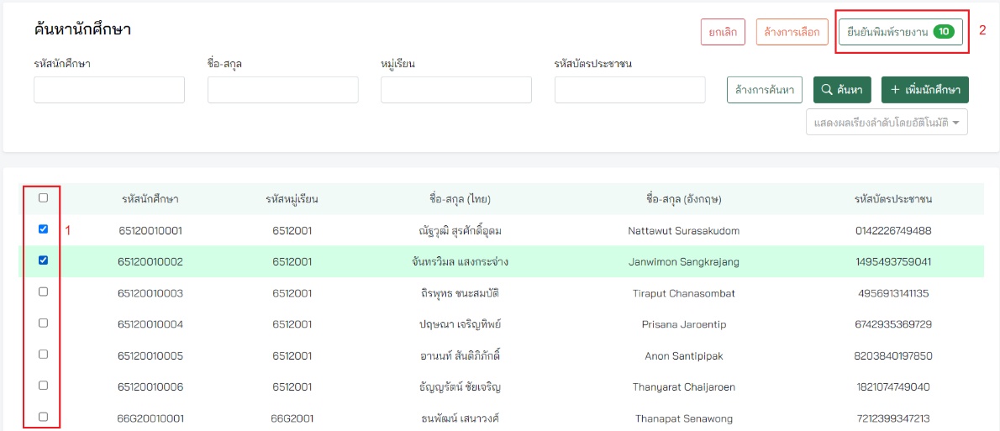 ค้นหานักศึกษา
ยกเลิก ล้างการเลือก ยืนยันพิมพ์รายงาน 10 2
รหัสนักศึกษา ชื่อ-สกุล หมู่เรียน รหัสบัตรประชาชน
ล้างการค้นหา ค้นหา + เพิ่มนักศึกษา
แสดงผลเรียงลำดับโดยอัติโนมัติ
รหัสนักศึกษา รหัสหมู่เรียน ชื่อ-สกุล (ไทย) ชื่อ-สกุล (อังกฤษ) รหัสบัตรประชาชน
1 65120010001 6512001 ณัฐวุฒิ สุรศักดิ์อุดม Nattawut Surasakudom 0142226749488
65120010002 6512001 จันทรวิมล แสงกระจ่าง Janwimon Sangkrajang 1495493759041
65120010003 6512001 ถิรพุทธ ชนะสมบัติ Tiraput Chanasombat 4956913141135
65120010004 6512001 ปฤษณา เจริญทิพย์ Prisana Jaroentip 6742935369729
65120010005 6512001 อานนท์ สันติภิภักดิ์ Anon Santipipak 8203840197850
65120010006 6512001 ธัญญรัตน์ ชัยเจริญ Thanyarat Chaijaroen 1821074749040
66G20010001 66G2001 ธนพัฒน์ เสนาวงศ์ Thanapat Senawong 7212399347213